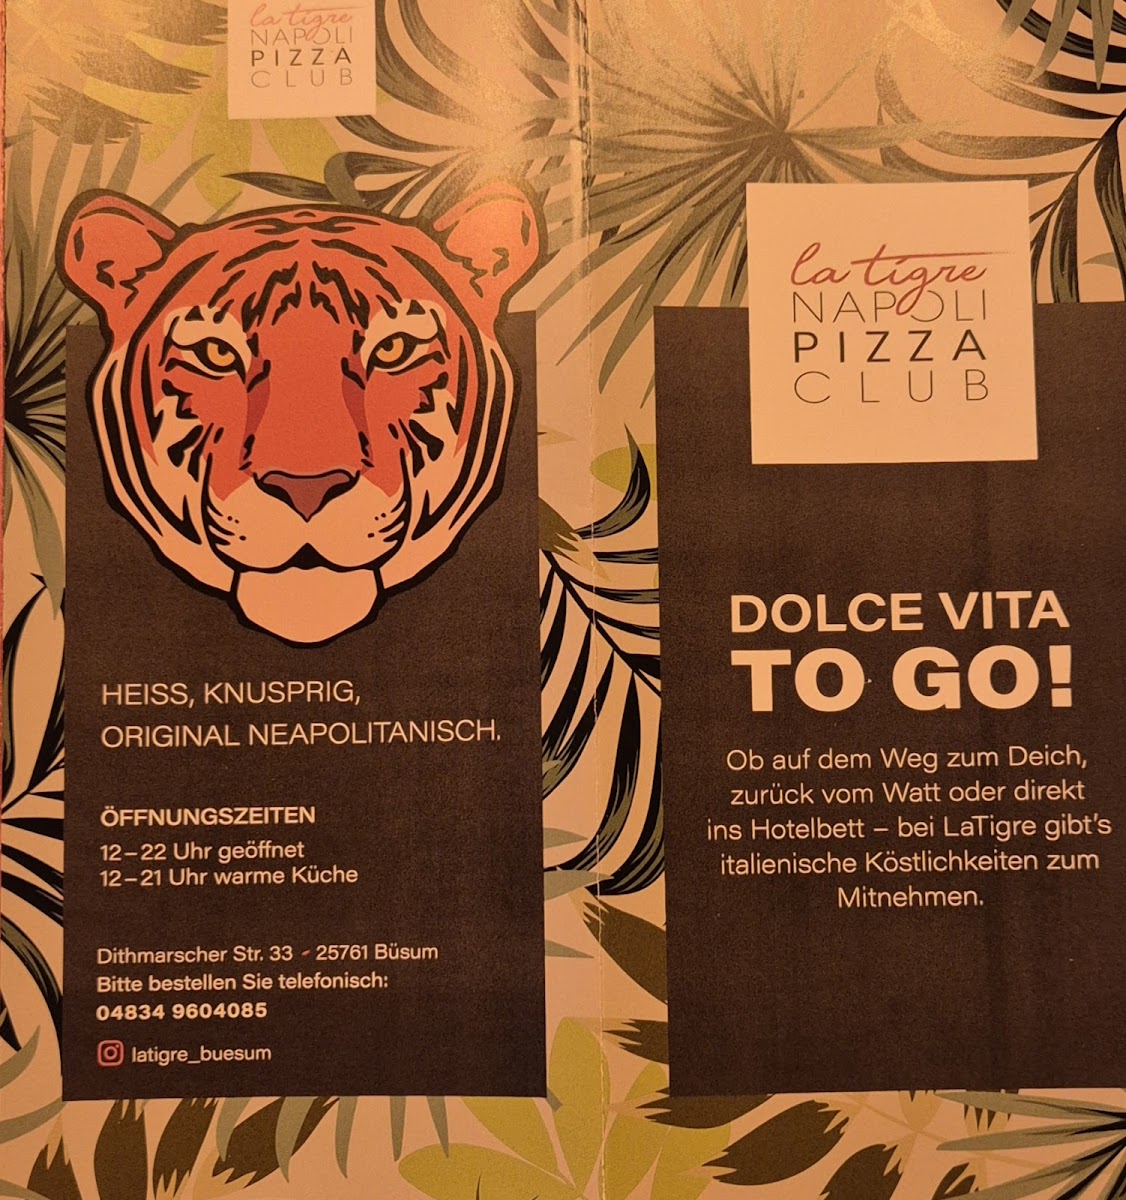 la tigre
NAPOLI
PIZZA
CLUB
HEISS, KNUSPRIG,
ORIGINAL NEAPOLITANISCH.
ÖFFNUNGSZEITEN
12–22 Uhr geöffnet
12–21 Uhr warme Küche
Dithmarscher Str. 33 - 25761 Büsum
Bitte bestellen Sie telefonisch:
04834 9604085
latigre_buesum
la tigre
NAPOLI
PIZZA
CLUB
DOLCE VITA
TO GO!
Ob auf dem Weg zum Deich,
zurück vom Watt oder direkt
ins Hotelbett – bei LaTigre gibt's
italienische Köstlichkeiten zum
Mitnehmen.